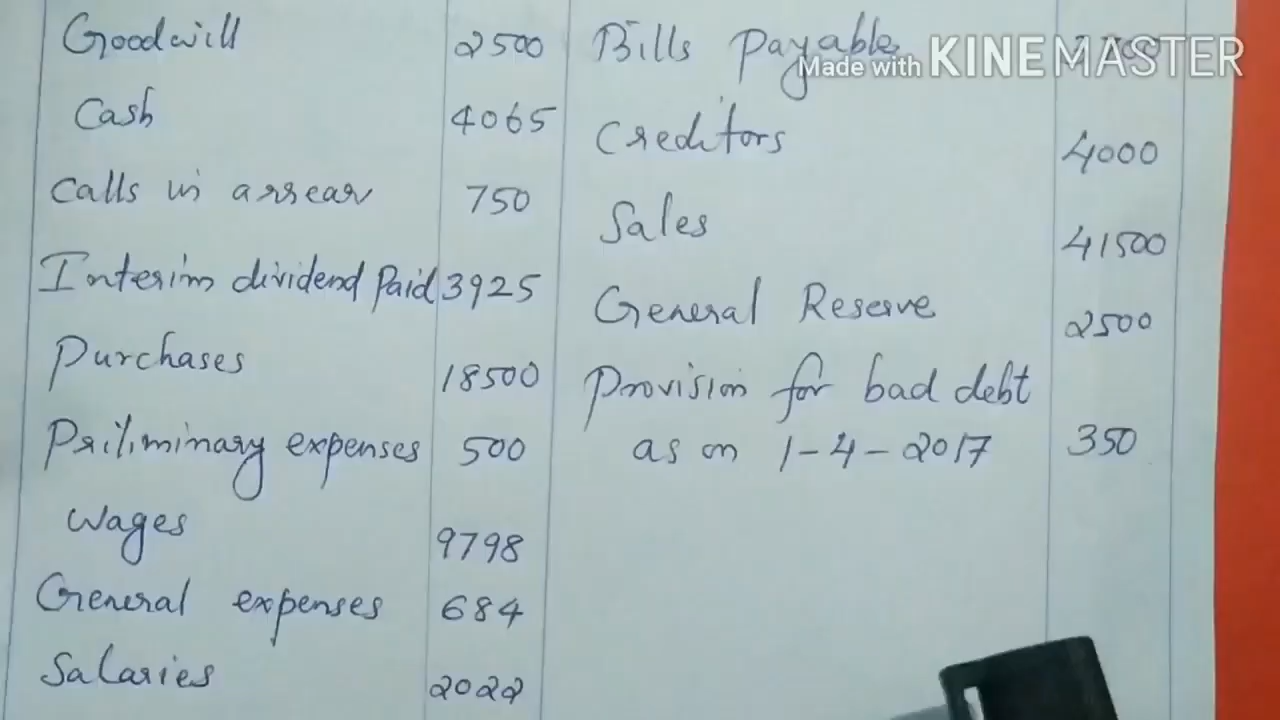 Goodwill 2500 Bills Payable
Made with KINEMASTER
Cash 4065 Creditors 4000
Calls in arrear 750 Sales 41500
Interim dividend Paid 3925 General Reserve 2500
Purchases 18500 Provision for bad debt
Priliminary expenses 500 as on 1-4-2017 350
Wages 9798
General expenses 684
Salaries 2022